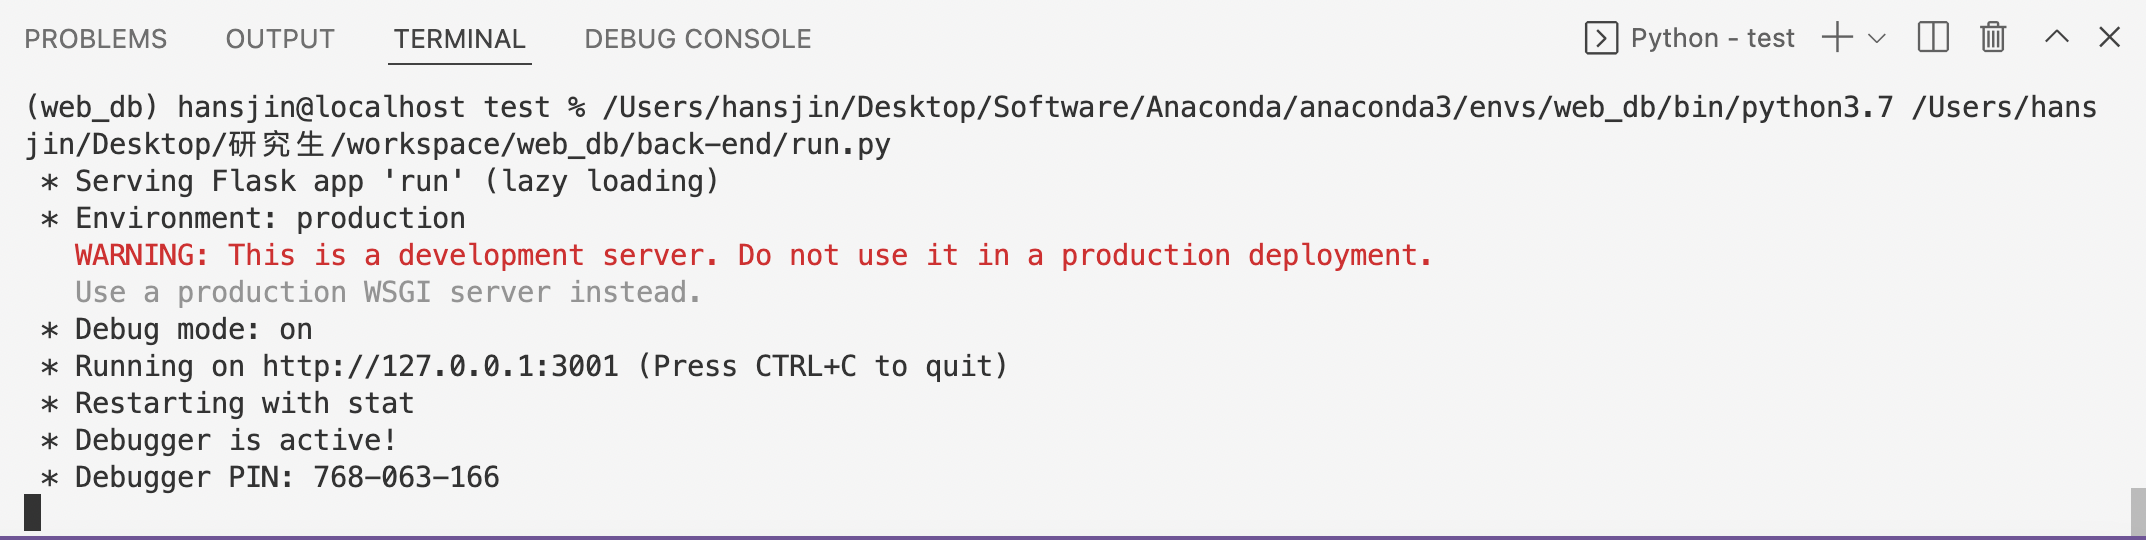 PROBLEMS OUTPUT TERMINAL DEBUG CONSOLE Python - test
(web_db) hansjin@localhost test % /Users/hansjin/Desktop/Software/Anaconda/anaconda3/envs/web_db/bin/python3.7 /Users/hans
jin/Desktop/研究生/workspace/web_db/back-end/run.py
 * Serving Flask app 'run' (lazy loading)
 * Environment: production
   WARNING: This is a development server. Do not use it in a production deployment.
   Use a production WSGI server instead.
 * Debug mode: on
 * Running on http://127.0.0.1:3001 (Press CTRL+C to quit)
 * Restarting with stat
 * Debugger is active!
 * Debugger PIN: 768-063-166